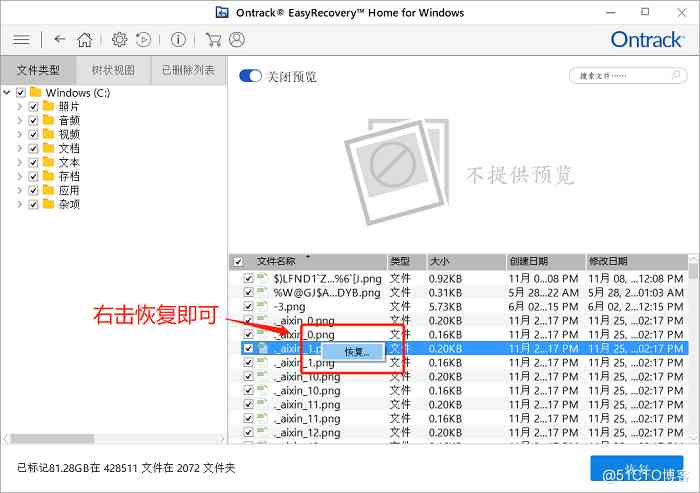 Ontrack® EasyRecovery™ Home for Windows
Ontrack
文件类型 树状视图 已删除列表
Windows (C:)
照片
音频
视频
文档
文本
存档
应用
杂项
关闭预览
搜索文件……
不提供预览
文件名称 类型 大小 创建日期 修改日期
$)LFND1`Z...%6`[J.png 文件 0.92KB 11月 0...08 PM 11月 08, ...12:08 PM
%W@GJ$A...DYB.png 文件 0.31KB 5月 28...22 AM 5月 28, 2...01:03 AM
-3.png 文件 5.73KB 6月 02...15 PM 6月 02, 2...12:15 PM
._aixin_0.png 文件 0.20KB 11月 2...17 PM 11月 25, ...02:17 PM
._aixin_0.png 文件 0.16KB 11月 2...17 PM 11月 25, ...02:17 PM
._aixin_1.png 文件 0.20KB 11月 2...17 PM 11月 25, ...02:17 PM
._aixin_1.png 文件 0.16KB 11月 2...17 PM 11月 25, ...02:17 PM
._aixin_10.png 文件 0.20KB 11月 2...17 PM 11月 25, ...02:17 PM
._aixin_10.png 文件 0.16KB 11月 2...17 PM 11月 25, ...02:17 PM
._aixin_11.png 文件 0.20KB 11月 2...17 PM 11月 25, ...02:17 PM
._aixin_11.png 文件 0.16KB 11月 2...17 PM 11月 25, ...02:17 PM
._aixin_12.png 文件 0.20KB 11月 2...17 PM 11月 25, ...02:17 PM
右击恢复即可
恢复...
已标记81.28GB在 428511 文件在 2072 文件夹
恢复
@51CTO博客